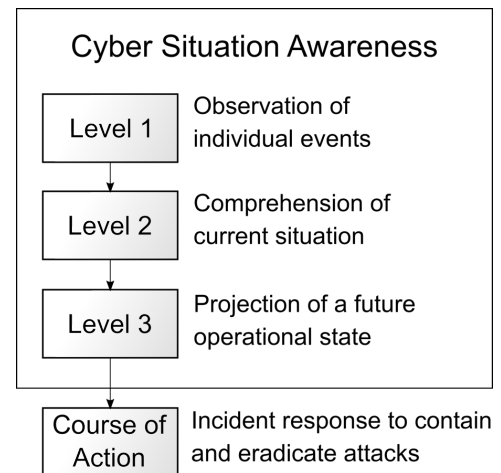 Cyber Situation Awareness
Level 1
Observation of
individual events
Level 2
Comprehension of
current situation
Level 3
Projection of a future
operational state
Course of
Action
Incident response to contain
and eradicate attacks